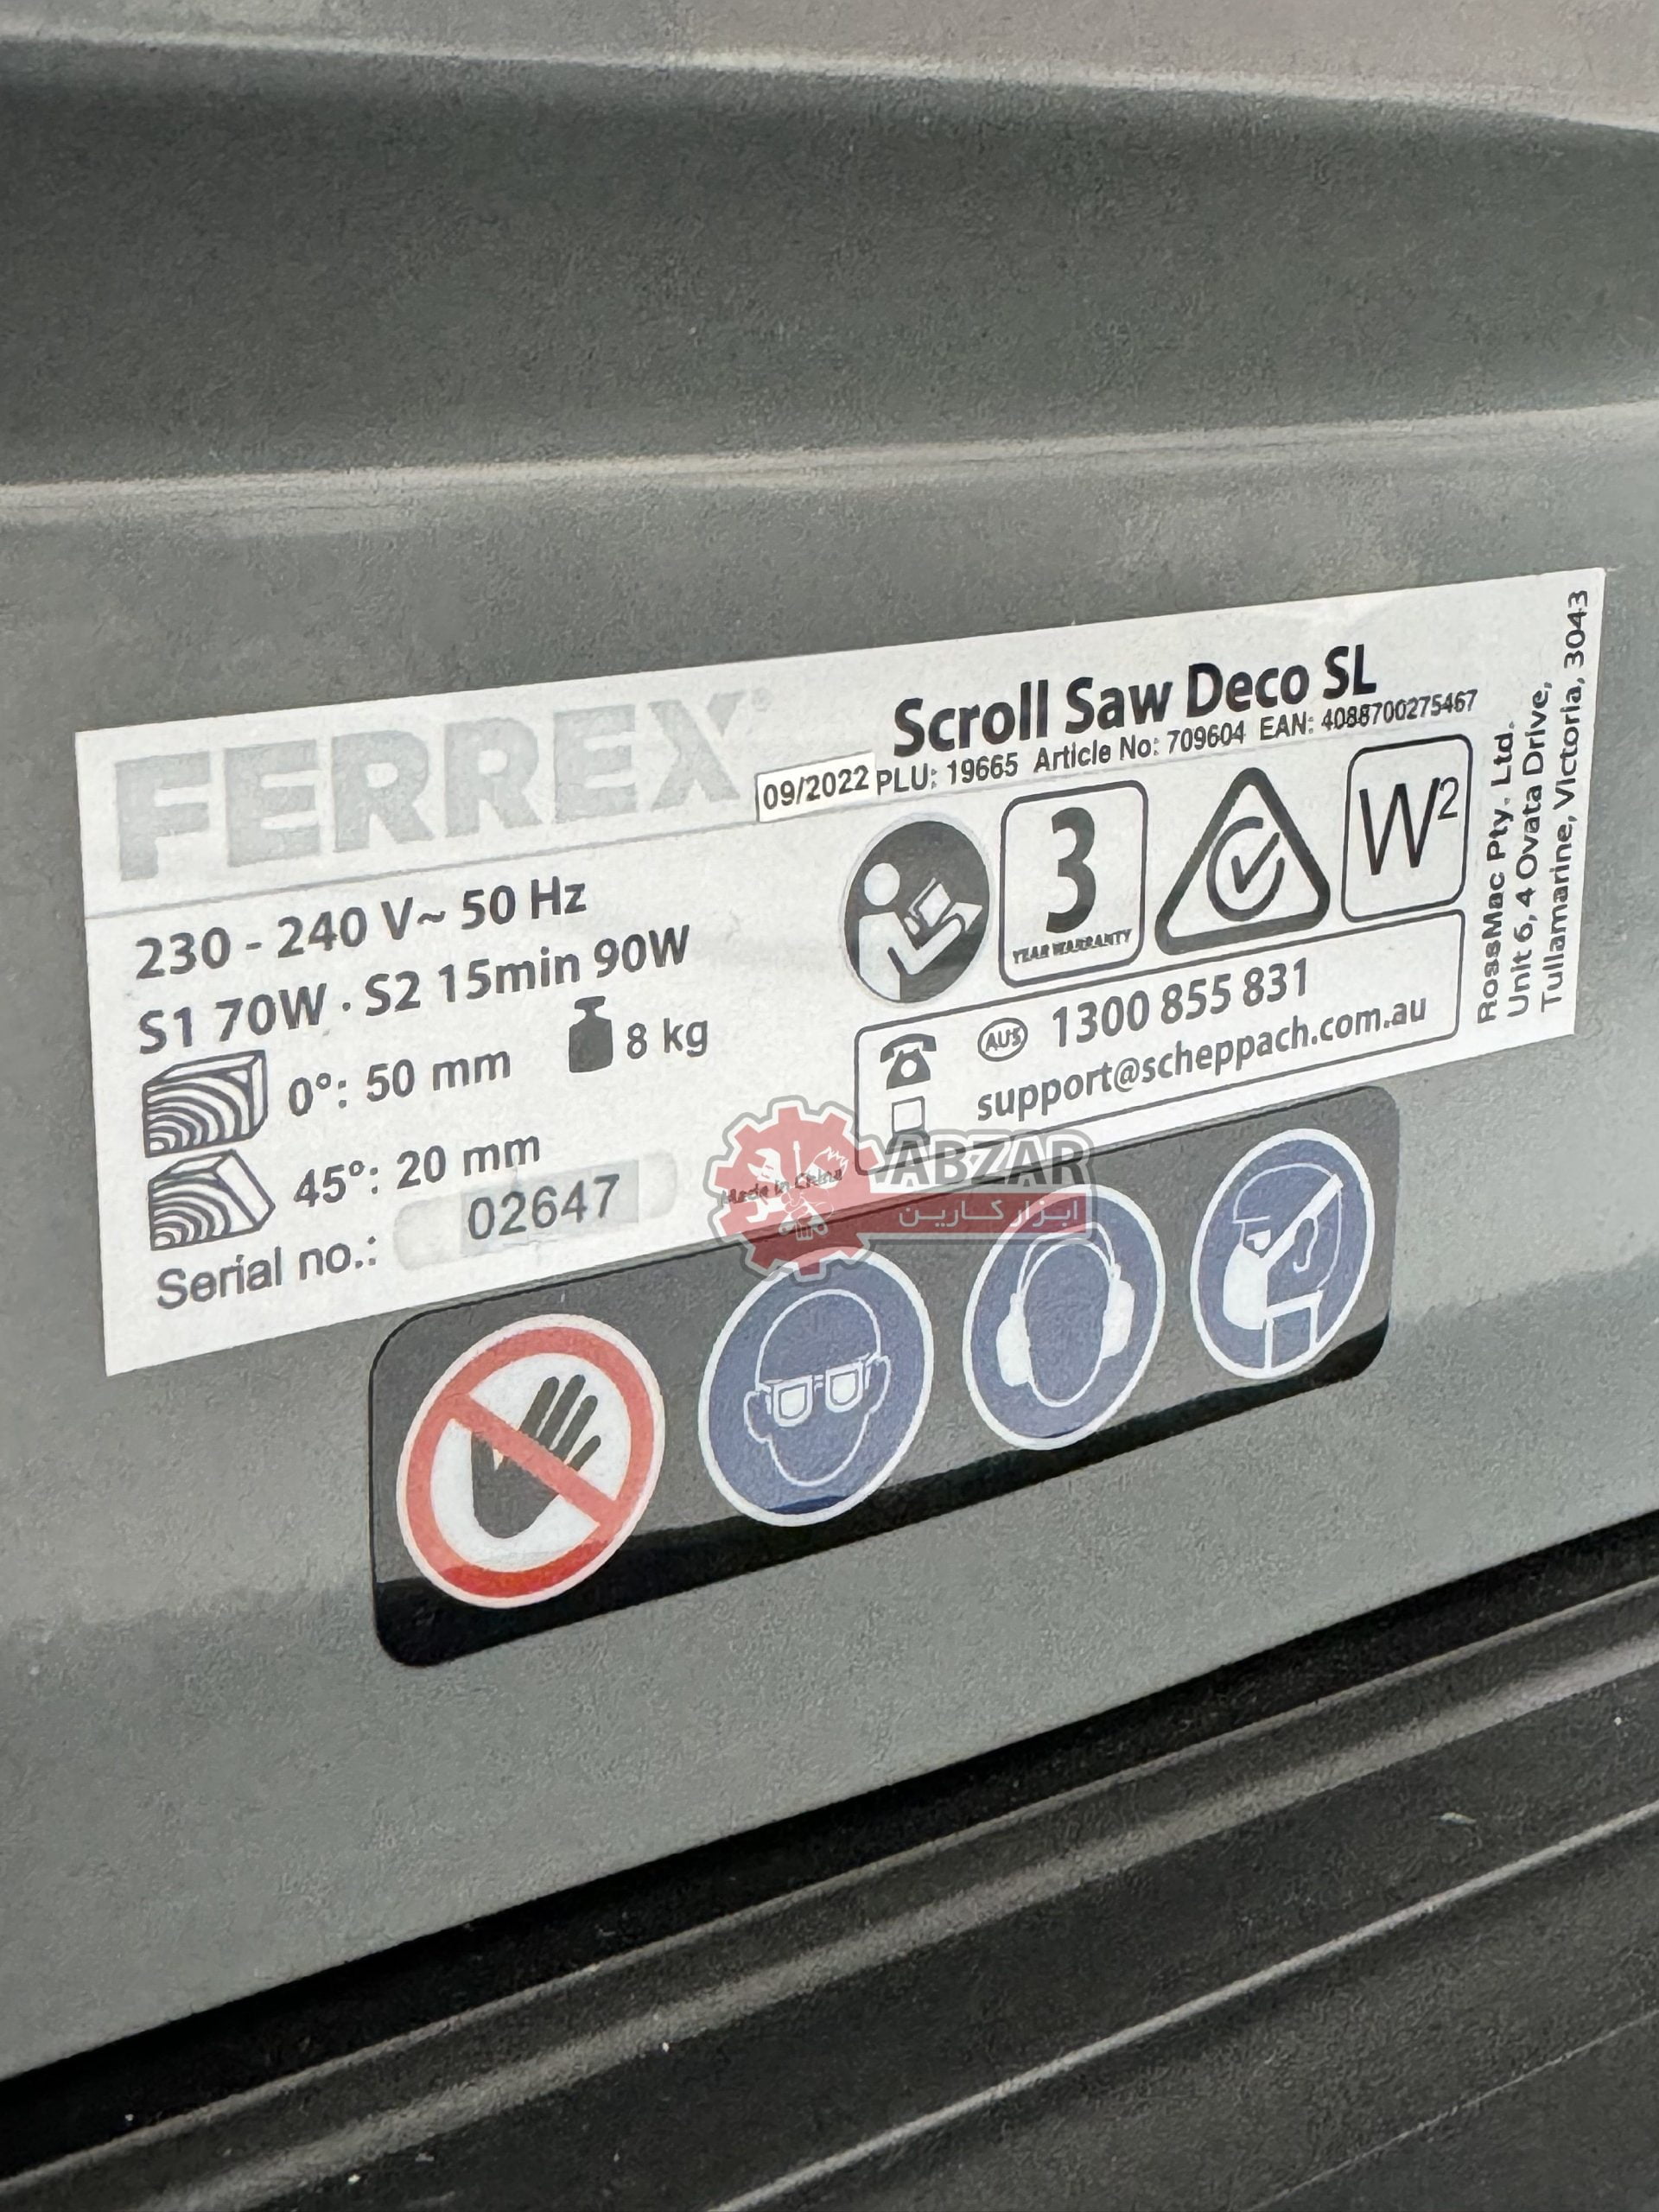 FERREX®
Scroll Saw Deco SL
09/2022 PLU: 19665 Article No: 709604 EAN: 4088700275467
230 - 240 V~ 50 Hz
S1 70W · S2 15min 90W
0°: 50 mm
8 kg
45°: 20 mm
Serial no.: 02647
3
YEAR WARRANTY
W²
AUS 1300 855 831
support@scheppach.com.au
Made in China
RossMac Pty. Ltd.
Unit 6, 4 Ovata Drive,
Tullamarine, Victoria, 3043
ABZAR
ابزار کارین